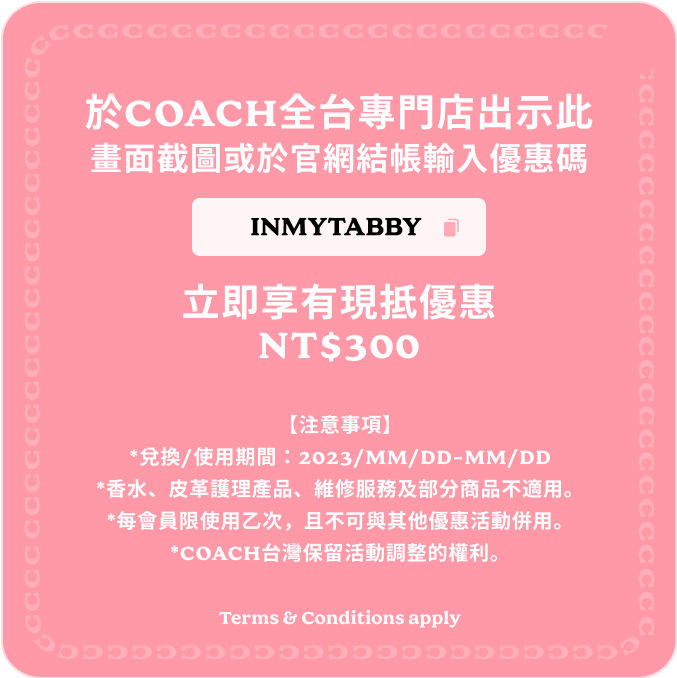 於COACH全台專門店出示此
畫面截圖或於官網結帳輸入優惠碼
INMYTABBY
立即享有現抵優惠
NT$300
【注意事項】
*兌換/使用期間：2023/MM/DD-MM/DD
*香水、皮革護理產品、維修服務及部分商品不適用。
*每會員限使用乙次，且不可與其他優惠活動併用。
*COACH台灣保留活動調整的權利。
Terms & Conditions apply